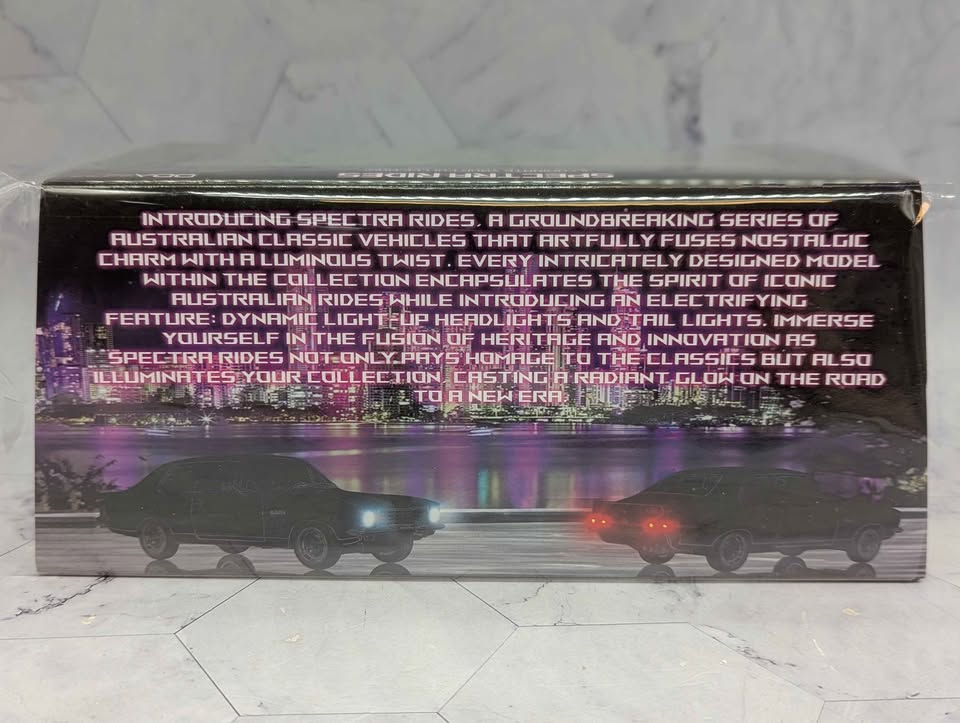 SPECTRA RIDES
INTRODUCING SPECTRA RIDES, A GROUNDBREAKING SERIES OF
AUSTRALIAN CLASSIC VEHICLES THAT ARTFULLY FUSES NOSTALGIC
CHARM WITH A LUMINOUS TWIST. EVERY INTRICATELY DESIGNED MODEL
WITHIN THE COLLECTION ENCAPSULATES THE SPIRIT OF ICONIC
AUSTRALIAN RIDES WHILE INTRODUCING AN ELECTRIFYING
FEATURE: DYNAMIC LIGHT-UP HEADLIGHTS AND TAIL LIGHTS. IMMERSE
YOURSELF IN THE FUSION OF HERITAGE AND INNOVATION AS
SPECTRA RIDES NOT ONLY PAYS HOMAGE TO THE CLASSICS BUT ALSO
ILLUMINATES YOUR COLLECTION, CASTING A RADIANT GLOW ON THE ROAD
TO A NEW ERA.